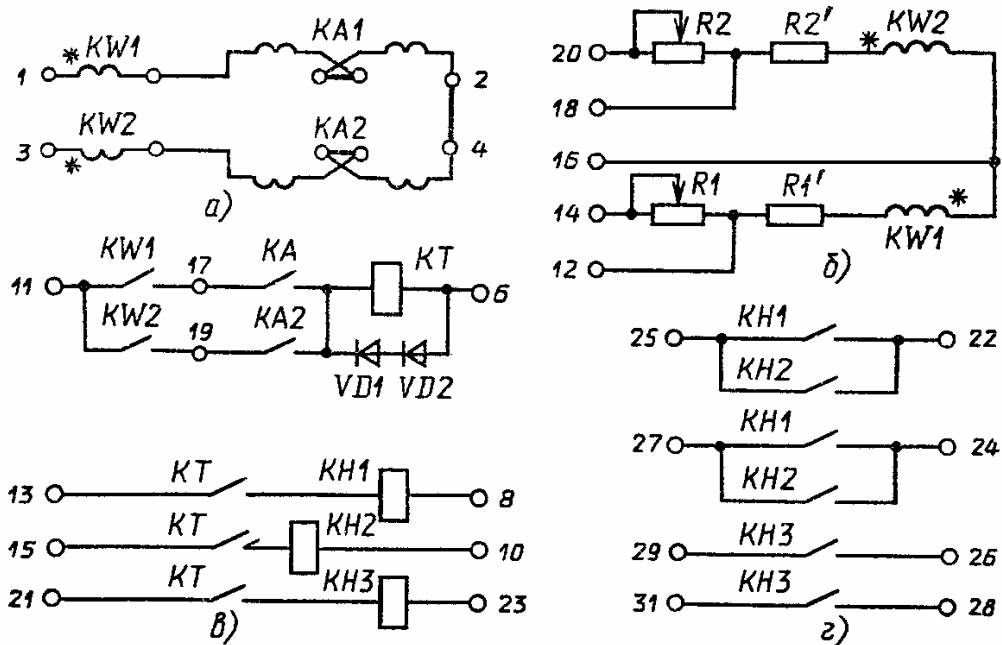 * KW1 KA1
1 2
KW2 KA2
3 * 4
а)
R2 R2' * KW2
20
18
16
R1 R1' *
14 KW1
12
б)
KW1 17 KA KT
11 6
KW2 19 KA2
VD1 VD2
KT KH1
13 8
KT KH2
15 10
KT KH3
21 23
в)
KH1
25 22
KH2
KH1
27 24
KH2
KH3
29 26
KH3
31 28
г)